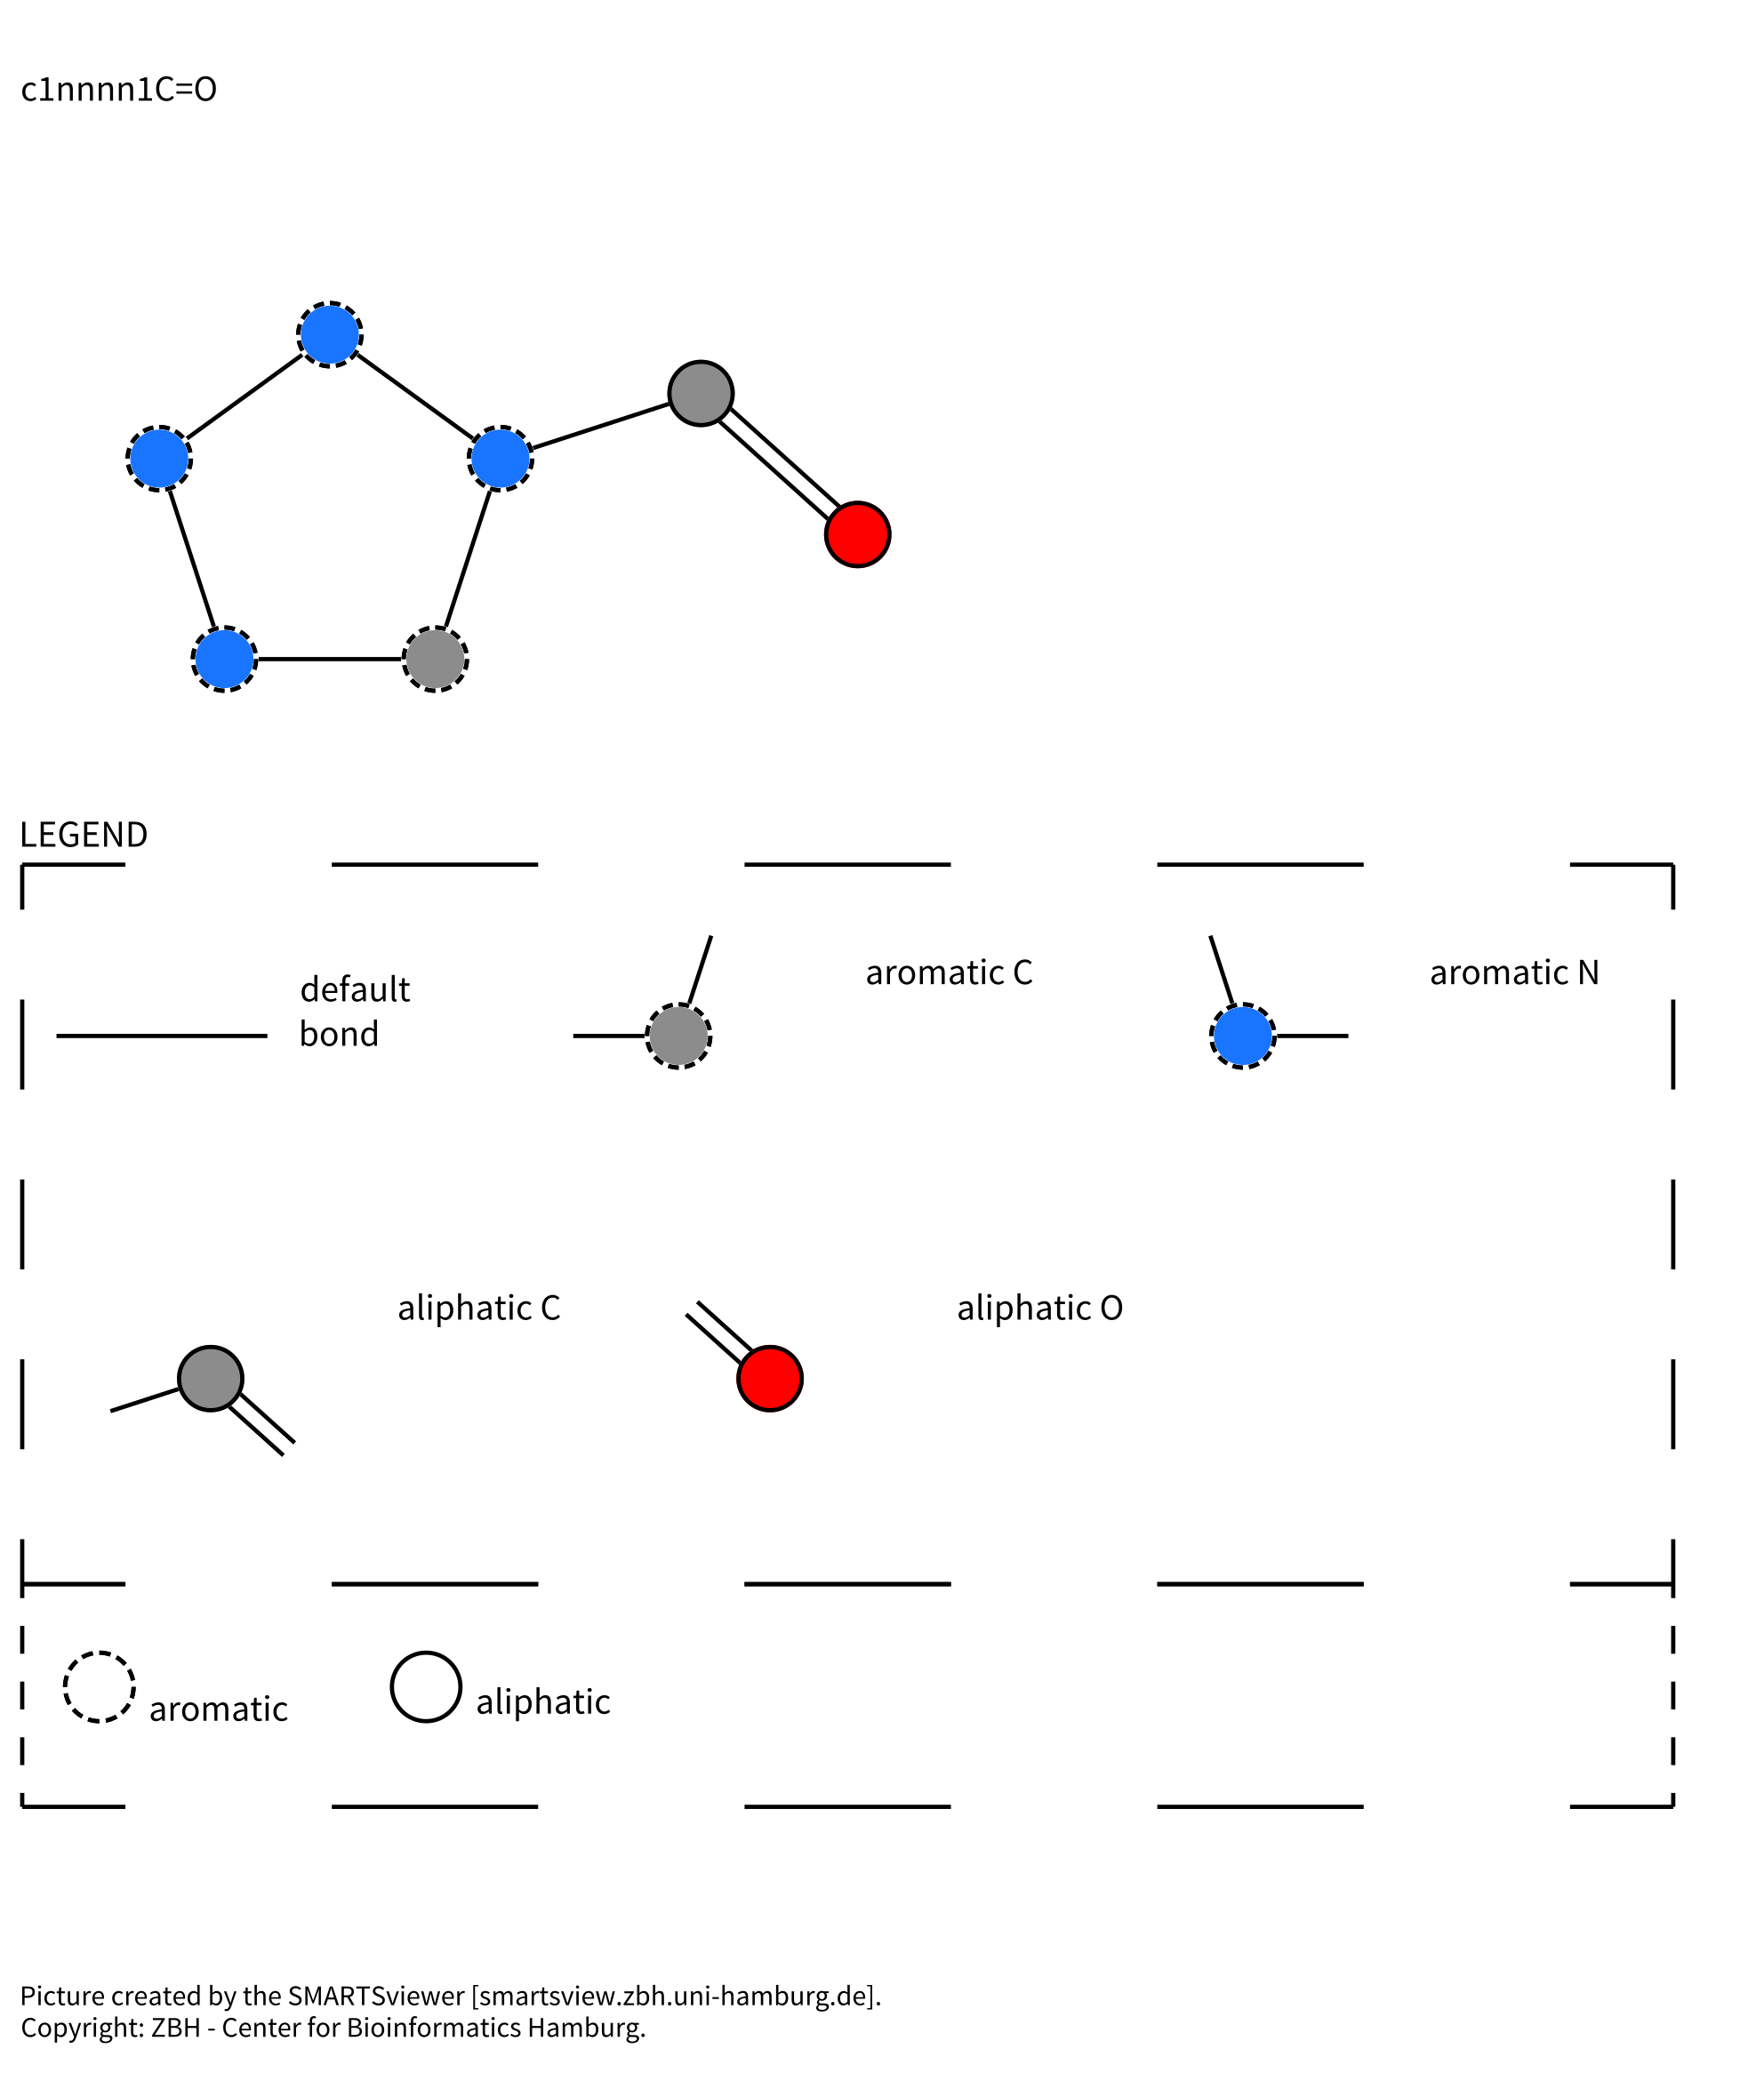 c1nnnn1C=O
LEGEND
default
bond
aromatic C
aromatic N
aliphatic C
aliphatic O
aromatic
aliphatic
Picture created by the SMARTSviewer [smartsview.zbh.uni-hamburg.de].
Copyright: ZBH - Center for Bioinformatics Hamburg.